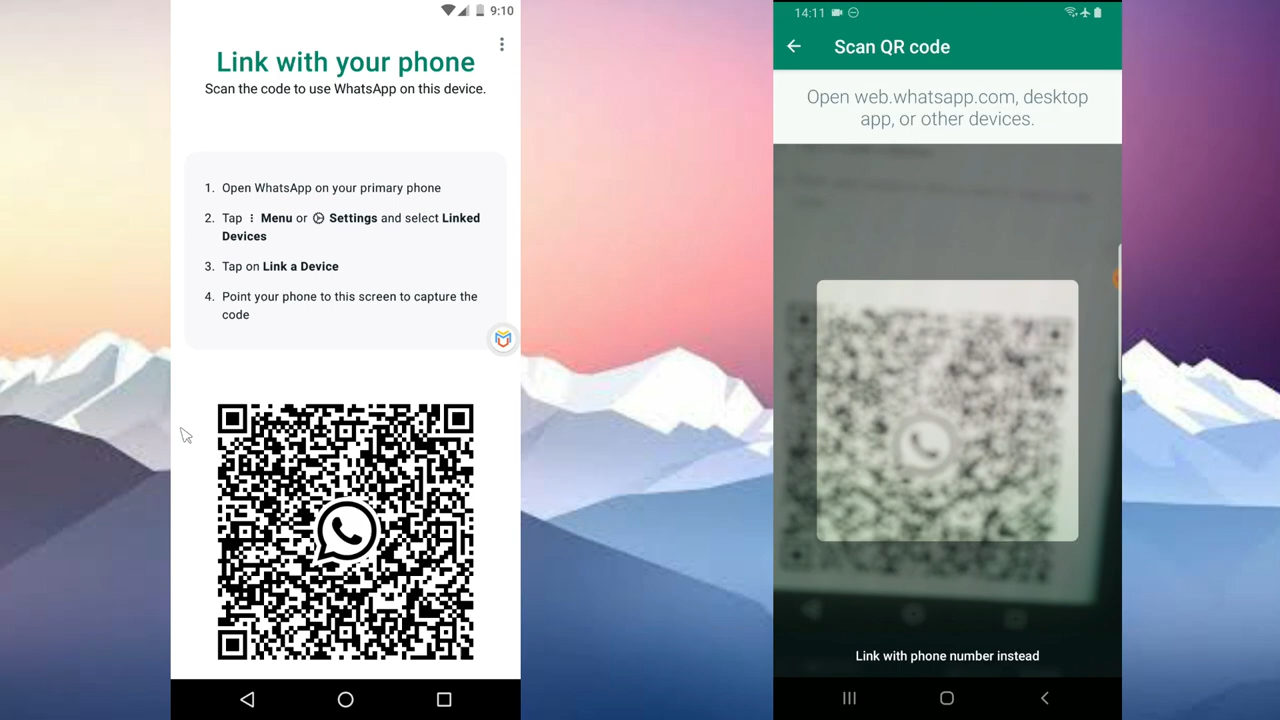 9:10
Link with your phone
Scan the code to use WhatsApp on this device.
1. Open WhatsApp on your primary phone
2. Tap ⋮ Menu or Settings and select Linked
Devices
3. Tap on Link a Device
4. Point your phone to this screen to capture the
code
14:11
Scan QR code
Open web.whatsapp.com, desktop
app, or other devices.
Link with phone number instead